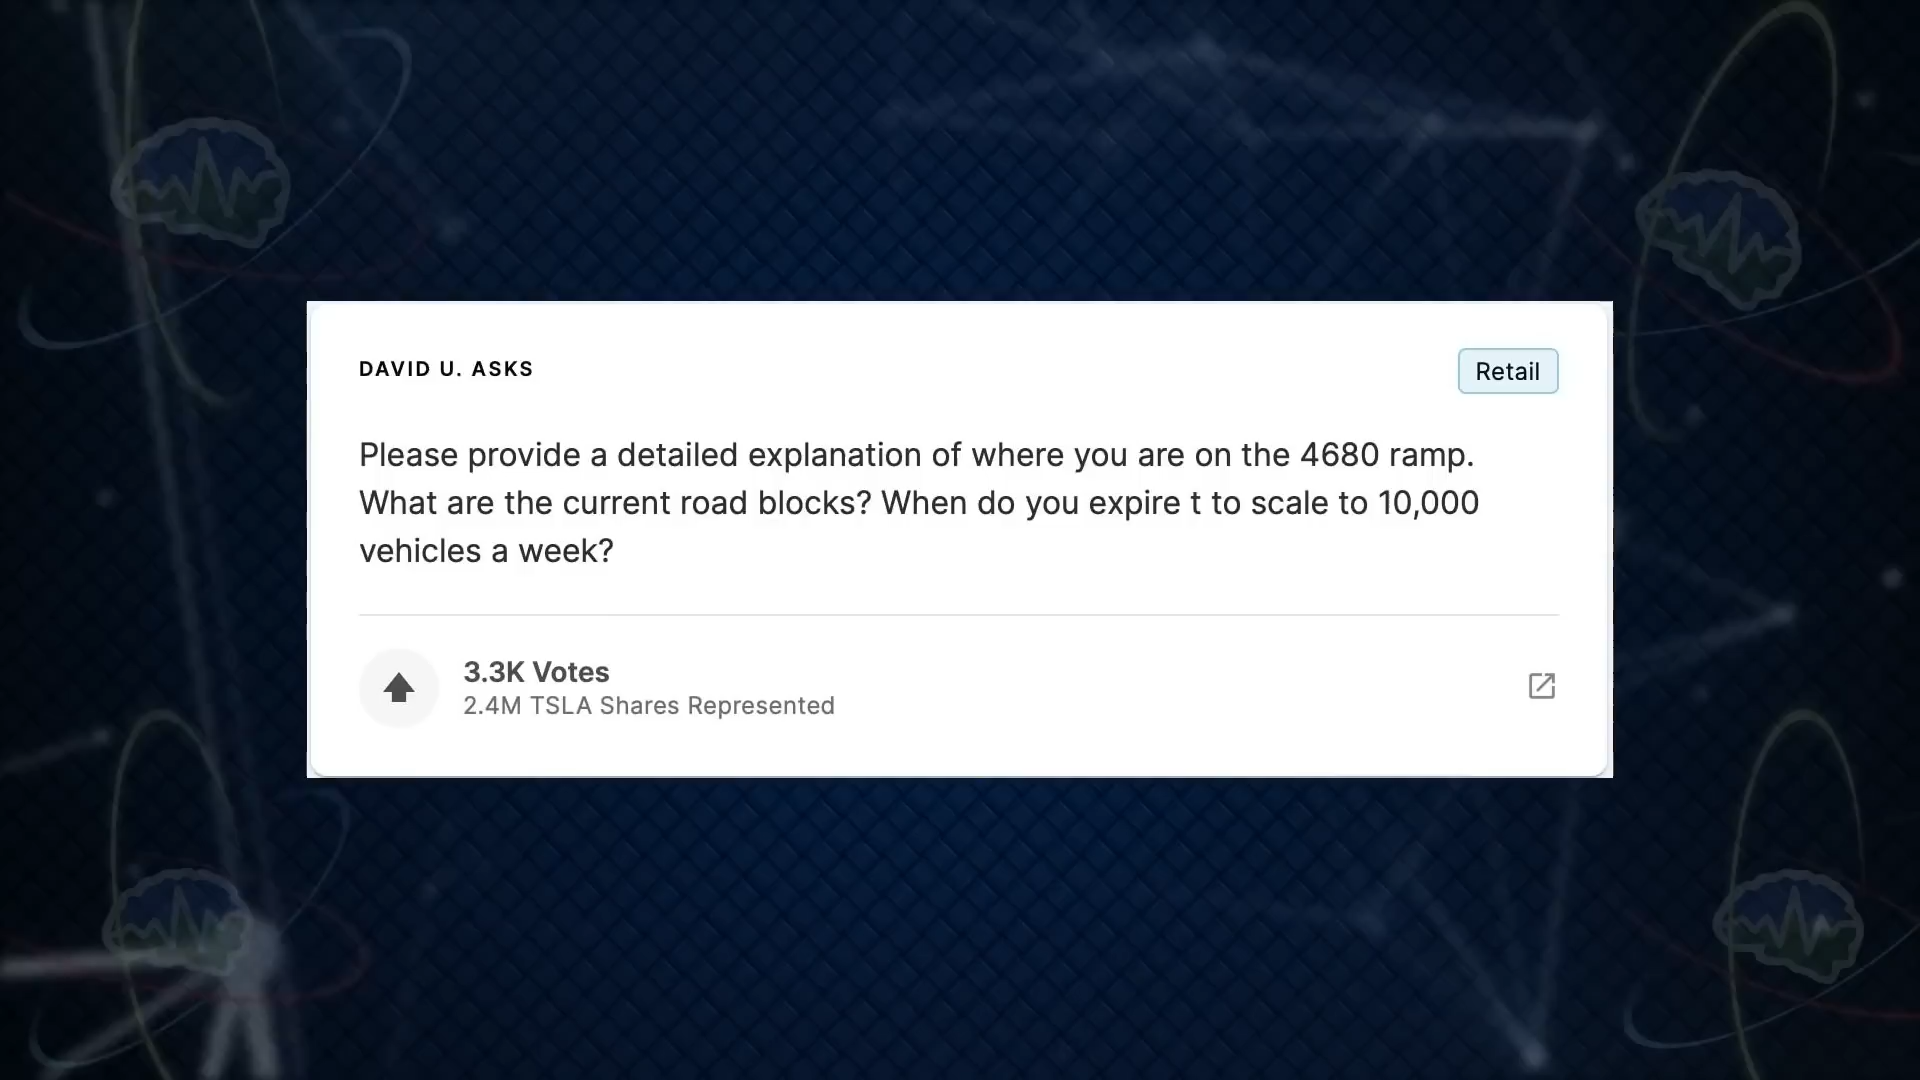 DAVID U. ASKS
Retail
Please provide a detailed explanation of where you are on the 4680 ramp.
What are the current road blocks? When do you expire t to scale to 10,000
vehicles a week?
3.3K Votes
2.4M TSLA Shares Represented